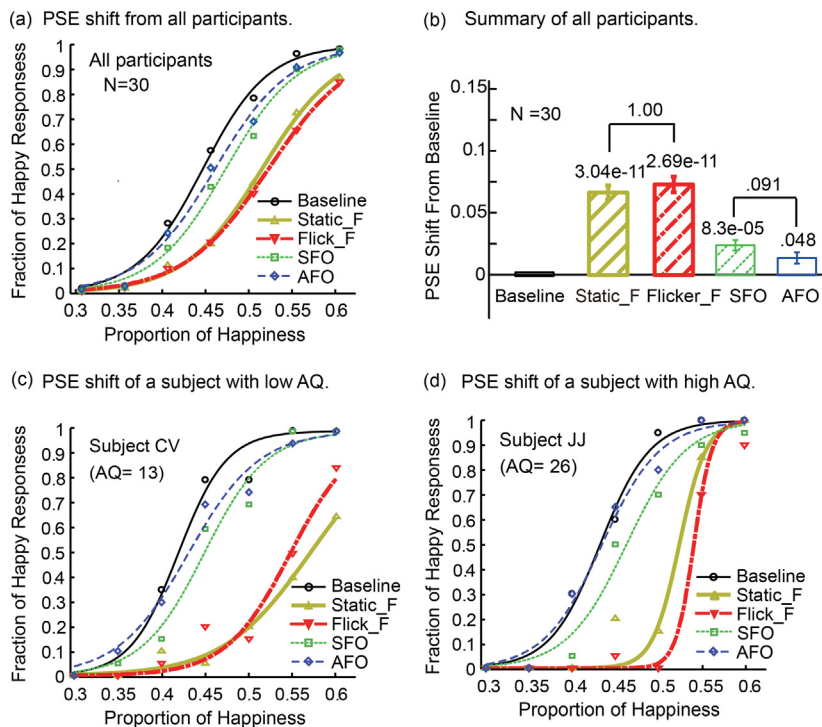 (a) PSE shift from all participants.
Fraction of Happy Responsess
1
0.9
0.8
0.7
0.6
0.5
0.4
0.3
0.2
0.1
0
All participants
N=30
Baseline
Static_F
Flick_F
SFO
AFO
0.3 0.35 0.4 0.45 0.5 0.55 0.6
Proportion of Happiness
(b) Summary of all participants.
PSE Shift From Baseline
0.15
0.10
0.05
0
N =30
1.00
3.04e-11
2.69e-11
.091
8.3e-05
.048
Baseline Static_F Flicker_F SFO AFO
(c) PSE shift of a subject with low AQ.
Fraction of Happy Responsess
1
0.9
0.8
0.7
0.6
0.5
0.4
0.3
0.2
0.1
0
Subject CV
(AQ= 13)
Baseline
Static_F
Flick_F
SFO
AFO
0.3 0.35 0.4 0.45 0.5 0.55 0.6
Proportion of Happiness
(d) PSE shift of a subject with high AQ.
Fraction of Happy Responsess
1
0.9
0.8
0.7
0.6
0.5
0.4
0.3
0.2
0.1
0
Subject JJ
(AQ= 26)
Baseline
Static_F
Flick_F
SFO
AFO
0.3 0.35 0.4 0.45 0.5 0.55 0.6
Proportion of Happiness